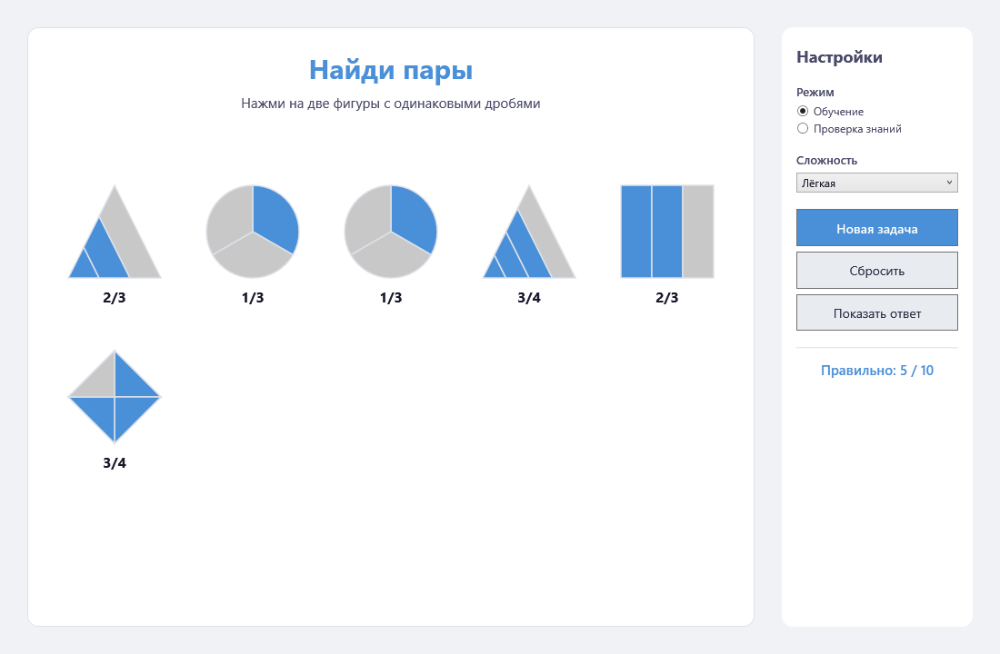 Найди пары
Нажми на две фигуры с одинаковыми дробями
2/3
1/3
1/3
3/4
2/3
3/4
Настройки
Режим
Обучение
Проверка знаний
Сложность
Лёгкая
Новая задача
Сбросить
Показать ответ
Правильно: 5 / 10